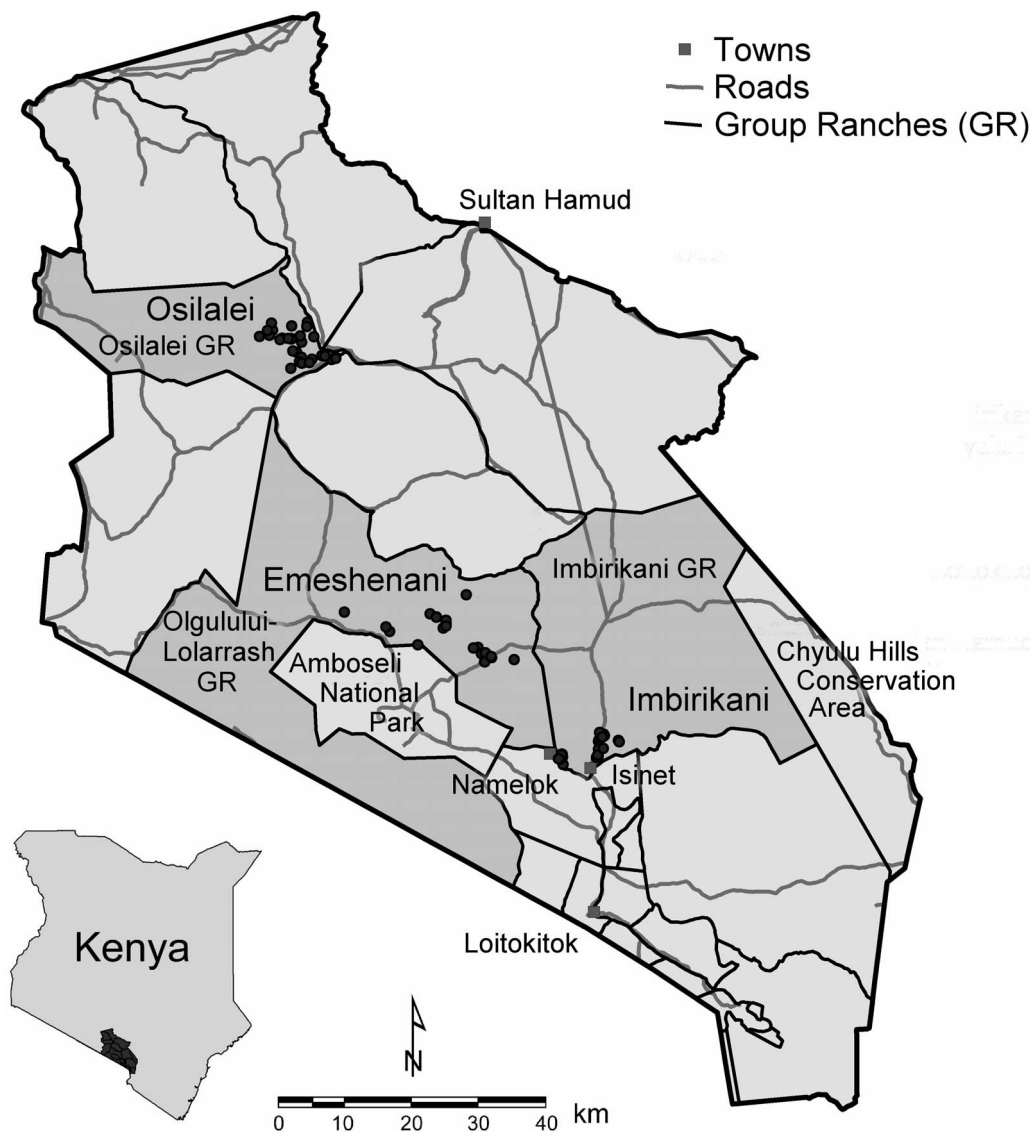 Towns
Roads
Group Ranches (GR)
Sultan Hamud
Osilalei
Osilalei GR
Imbirikani GR
Emeshenani
Olgululului-
Lolarrash
GR
Amboseli
National
Park
Chyulu Hills
Conservation
Area
Imbirikani
Namelok
Isinet
Loitokitok
Kenya
N
0 10 20 30 40 km